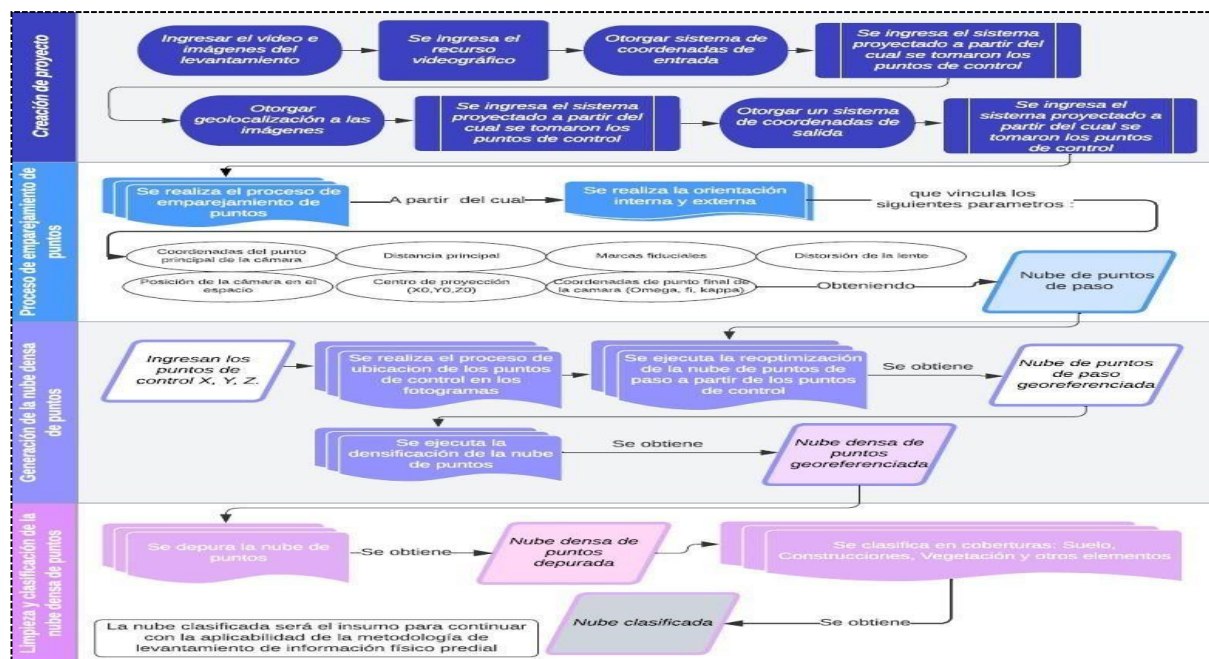 Creación de proyecto
Ingresar el video e
imágenes del
levantamiento
Se ingresa el
recurso
videográfico
Otorgar sistema de
coordenadas de
entrada
Se ingresa el sistema
proyectado a partir del
cual se tomaron los
puntos de control
Otorgar
geolocalización a las
imágenes
Se ingresa el sistema
proyectado a partir del
cual se tomaron los
puntos de control
Otorgar un sistema
de coordenadas de
salida
Se ingresa el
sistema proyectado a
partir del cual se
tomaron los puntos
de control
Proceso de emparejamiento de
puntos
Se realiza el proceso de
emparejamiento de
puntos
A partir del cual
Se realiza la orientación
interna y externa
que vincula los
siguientes parametros :
Coordenadas del punto
principal de la cámara
Distancia principal
Marcas fiduciales
Distorsión de la lente
Posición de la cámara en el
espacio
Centro de proyección
(X0,Y0,Z0)
Coordenadas de punto final de
la camara (Omega, fi, kappa)
Obteniendo
Nube de puntos
de paso
Generación de la nube densa
de puntos
Ingresan los
puntos de
control X, Y, Z.
Se realiza el proceso de
ubicacion de los puntos
de control en los
fotogramas
Se ejecuta la reoptimización
de la nube de puntos de
paso a partir de los puntos
de control
Se obtiene
Nube de puntos
de paso
georeferenciada
Se ejecuta la
densificación de la nube
de puntos
Se obtiene
Nube densa de
puntos
georeferenciada
Limpieza y clasificación de la
nube densa de puntos
Se depura la nube de
puntos
Se obtiene
Nube densa de
puntos
depurada
Se clasifica en coberturas: Suelo,
Construcciones, Vegetación y otros elementos
Se obtiene
Nube clasificada
La nube clasificada será el insumo para continuar
con la aplicabilidad de la metodología de
levantamiento de información físico predial